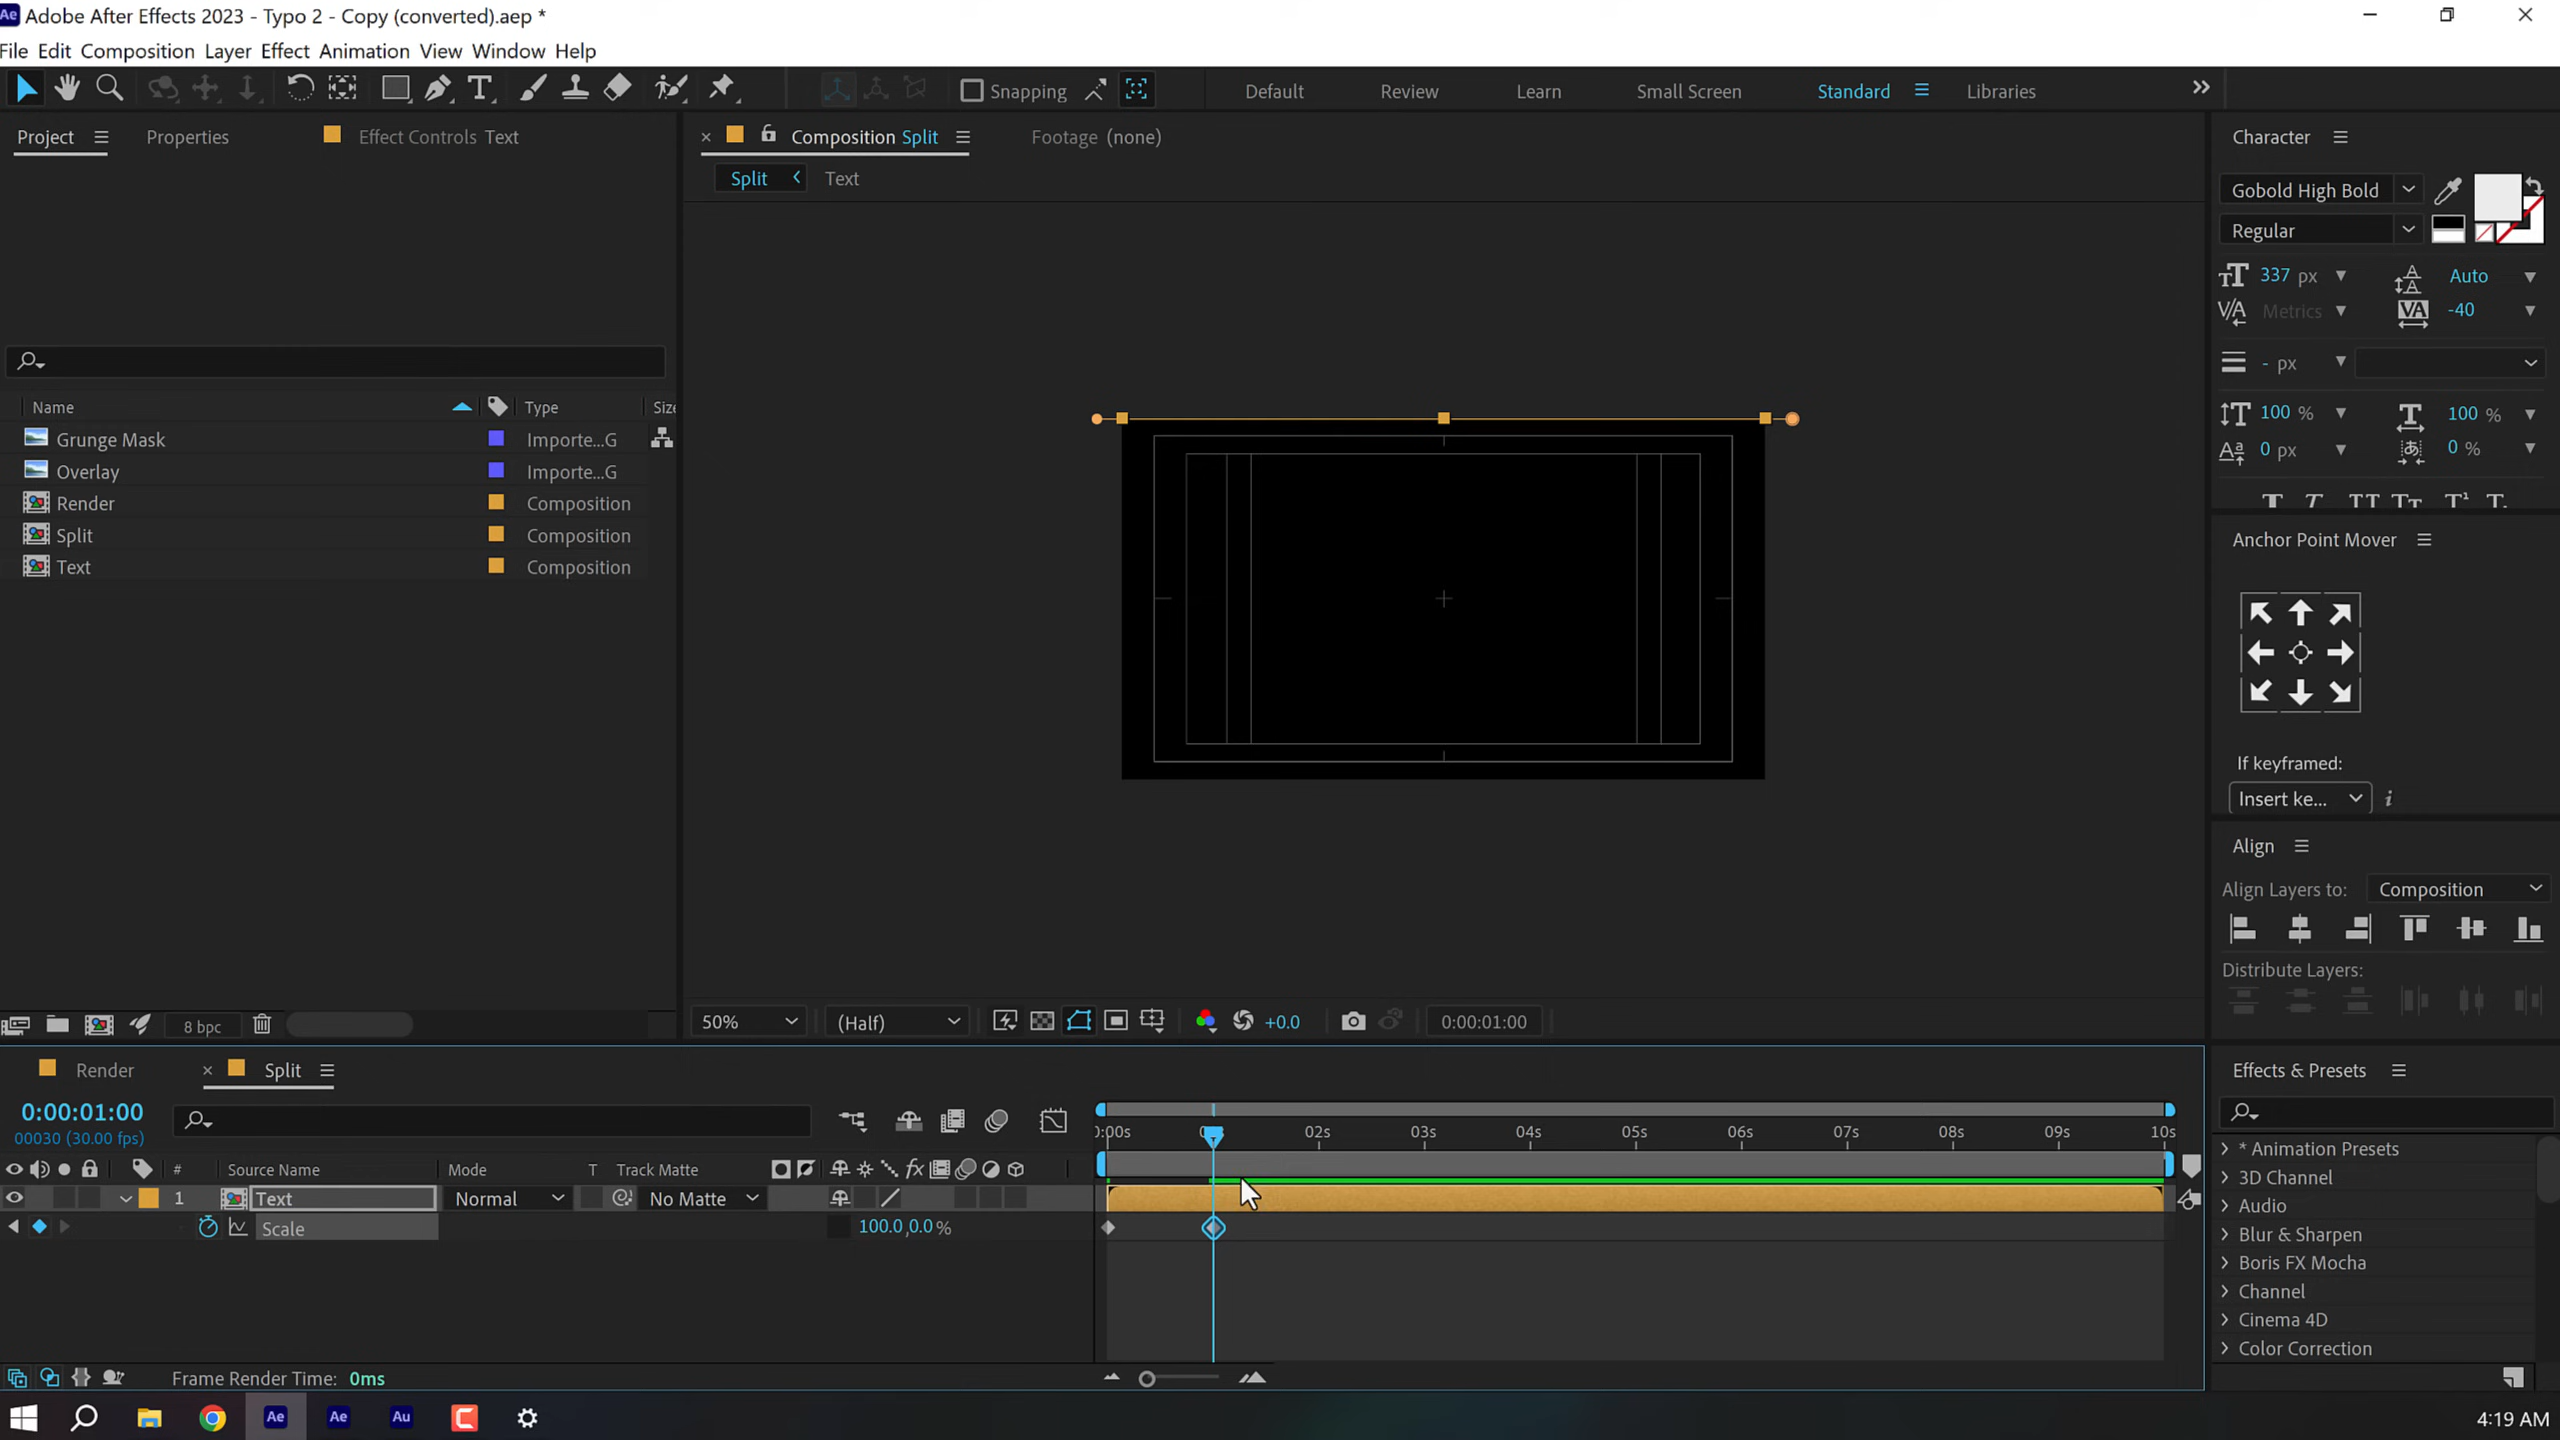 Ae Adobe After Effects 2023 - Typo 2 - Copy (converted).aep *
File Edit Composition Layer Effect Animation View Window Help
Snapping
Default Review Learn Small Screen Standard Libraries
Project Properties Effect Controls Text
Composition Split Footage (none)
Split Text
Name Type Size
Grunge Mask Importe...G
Overlay Importe...G
Render Composition
Split Composition
Text Composition
8 bpc
50% (Half) +0.0 0:00:01:00
Character
Gobold High Bold
Regular
337 px Auto
Metrics -40
- px
100 % 100 %
0 px 0 %
Anchor Point Mover
If keyframed:
Insert ke... i
Align
Align Layers to: Composition
Distribute Layers:
Effects & Presets
* Animation Presets
3D Channel
Audio
Blur & Sharpen
Boris FX Mocha
Channel
Cinema 4D
Color Correction
Render Split
0:00:01:00
00030 (30.00 fps)
# Source Name Mode T Track Matte fx
1 Text Normal No Matte
Scale 100.0,0.0 %
02s 03s 04s 05s 06s 07s 08s 09s 10s
Frame Render Time: 0ms
Ae Ae Au
4:19 AM